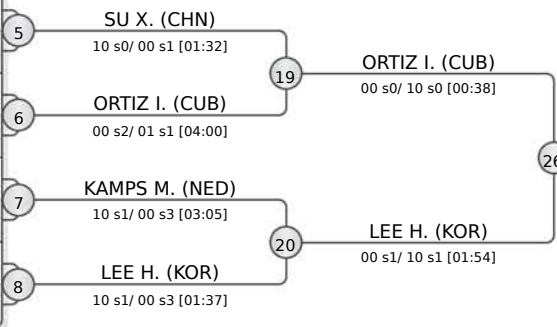 SU X. (CHN)
5
10 s0/ 00 s1 [01:32]
19
ORTIZ I. (CUB)
00 s0/ 10 s0 [00:38]
ORTIZ I. (CUB)
6
00 s2/ 01 s1 [04:00]
26
KAMPS M. (NED)
7
10 s1/ 00 s3 [03:05]
20
LEE H. (KOR)
00 s1/ 10 s1 [01:54]
LEE H. (KOR)
8
10 s1/ 00 s3 [01:37]